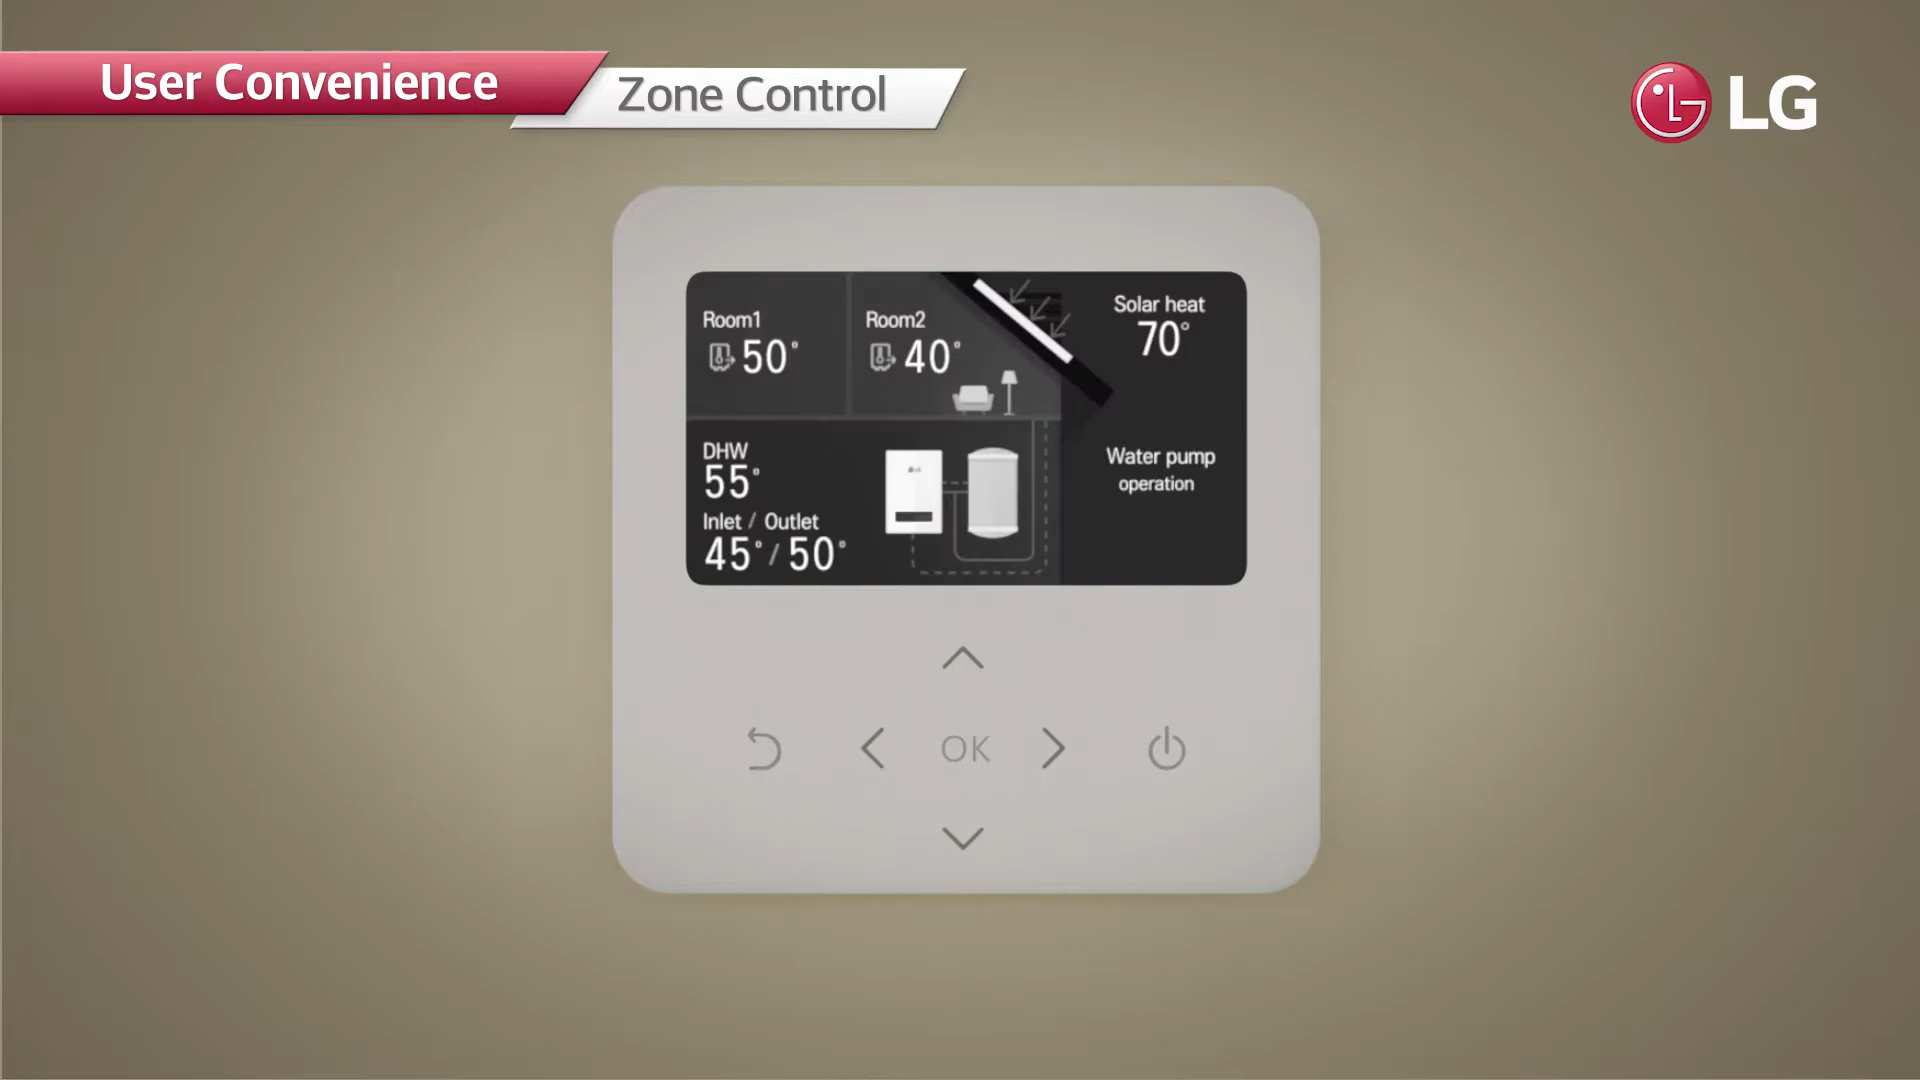 User Convenience
Zone Control
LG
Room1
50°
Room2
40°
Solar heat
70°
DHW
55°
Inlet / Outlet
45° / 50°
Water pump
operation
OK